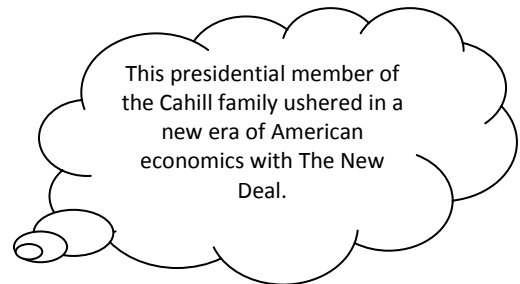 This presidential member of
the Cahill family ushered in a
new era of American
economics with The New
Deal.